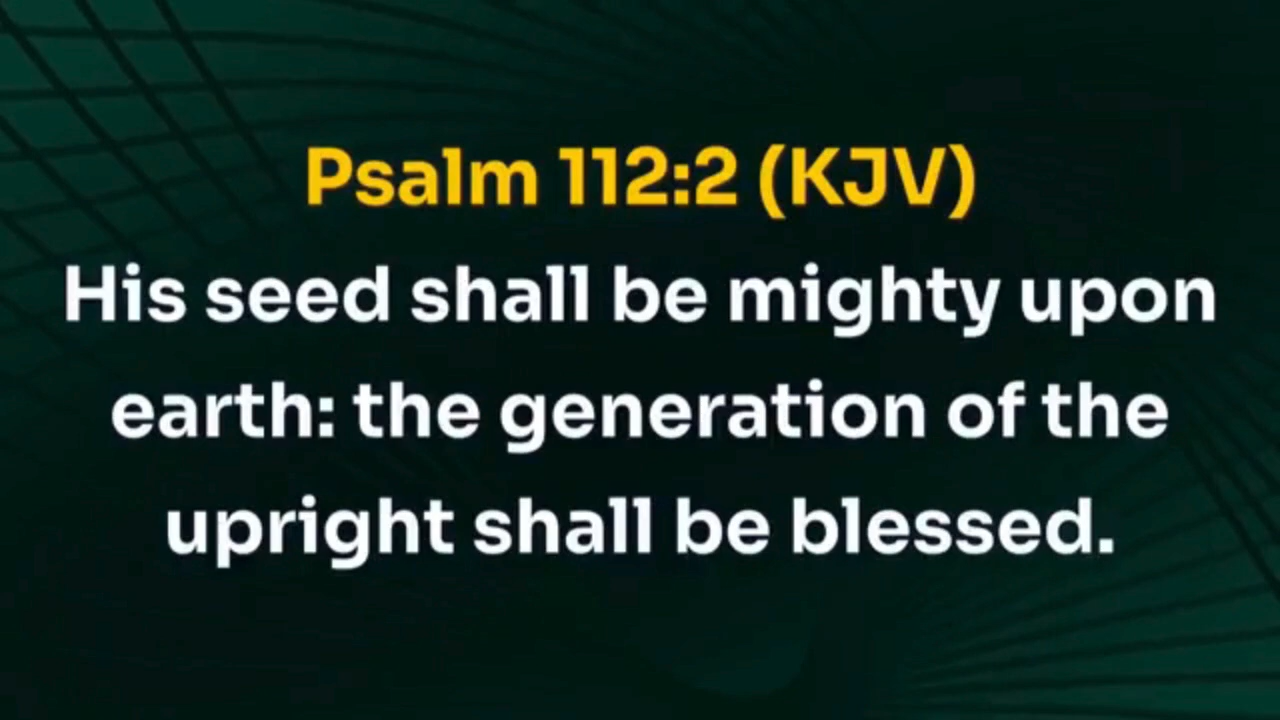 Psalm 112:2 (KJV)
His seed shall be mighty upon
earth: the generation of the
upright shall be blessed.